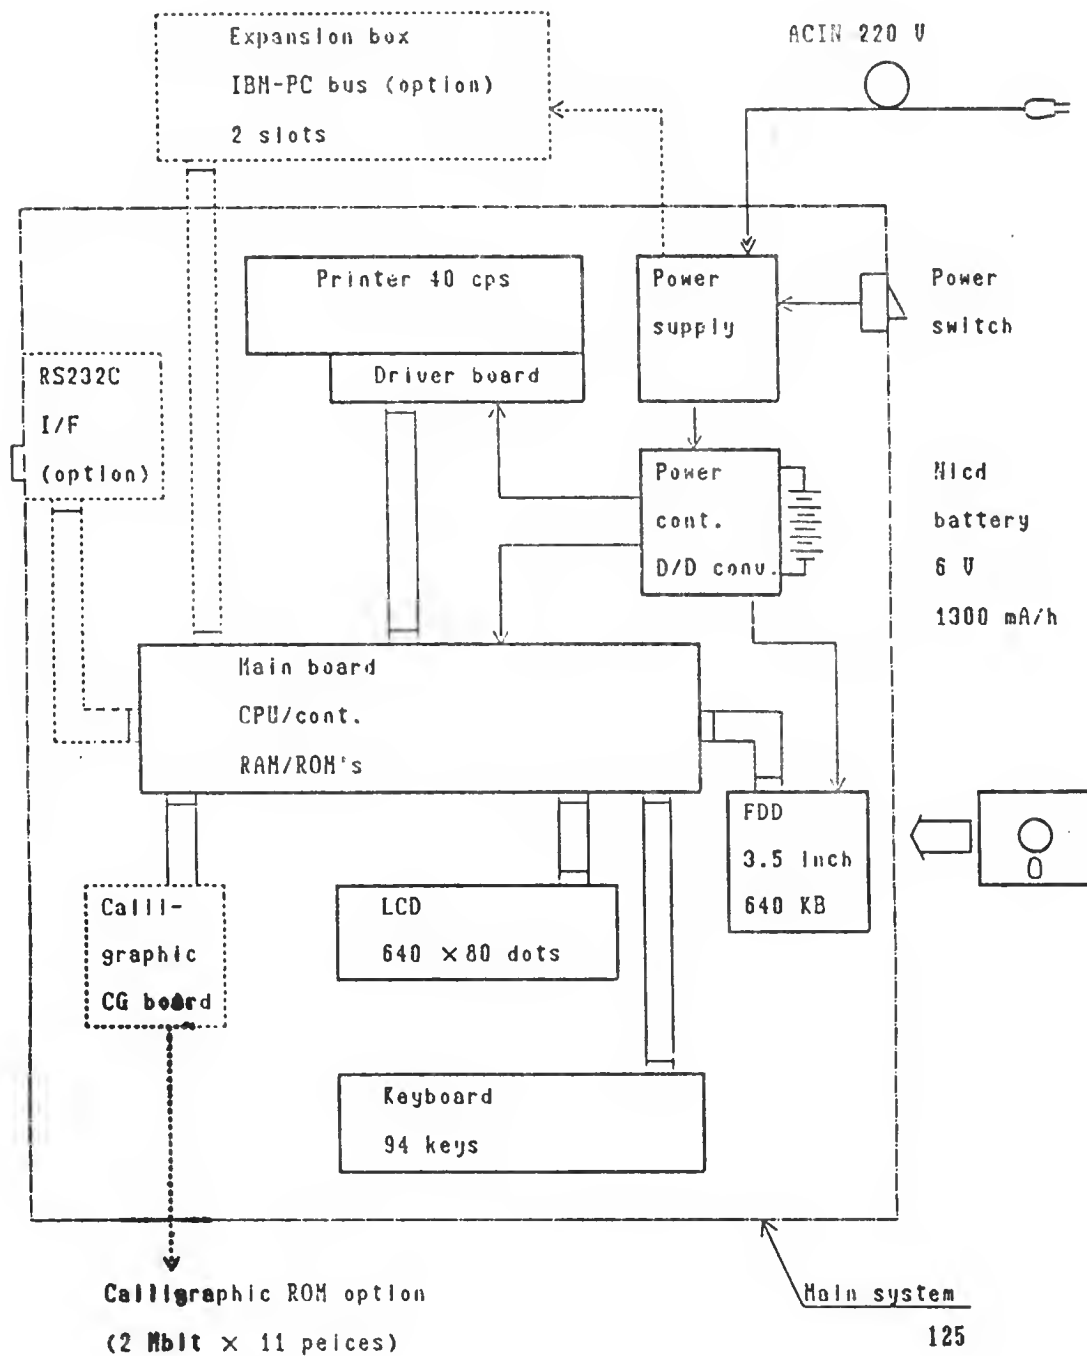 Expansion box
IBM-PC bus (option)
2 slots
ACIN 220 V
Printer 40 cps
Driver board
Power
supply
Power
switch
RS232C
I/F
(option)
Power
cont.
D/D conv.
Nicd
battery
6 V
1300 mA/h
Main board
CPU/cont.
RAM/ROM's
FDD
3.5 inch
640 KB
Calli-
graphic
CG board
LCD
640 × 80 dots
Keyboard
94 keys
Calligraphic ROM option
(2 Mbit × 11 peices)
Main system
125